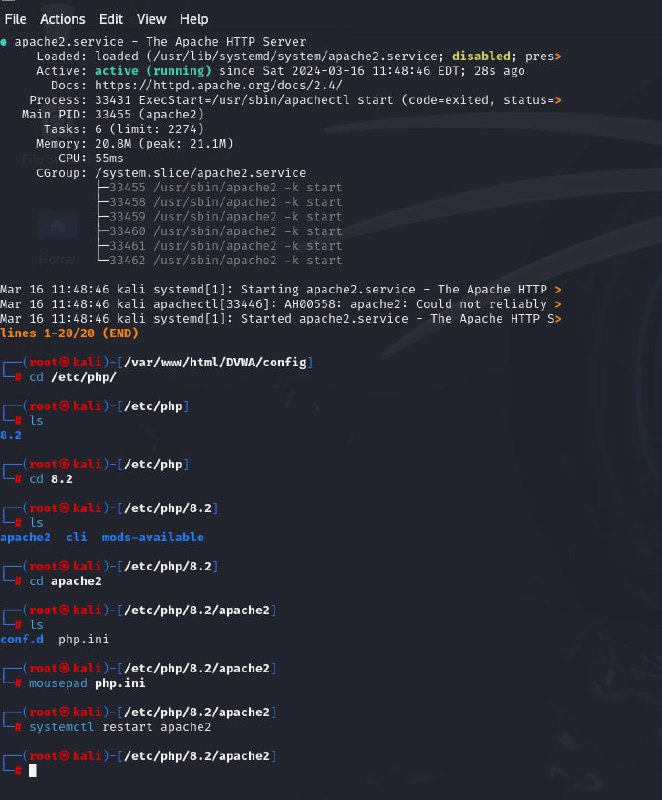 File Actions Edit View Help
● apache2.service - The Apache HTTP Server
Loaded: loaded (/usr/lib/systemd/system/apache2.service; disabled; pres>
Active: active (running) since Sat 2024-03-16 11:48:46 EDT; 28s ago
Docs: https://httpd.apache.org/docs/2.4/
Process: 33431 ExecStart=/usr/sbin/apachectl start (code=exited, status=>
Main PID: 33455 (apache2)
Tasks: 6 (limit: 2274)
Memory: 20.8M (peak: 21.1M)
CPU: 55ms
CGroup: /system.slice/apache2.service
├─33455 /usr/sbin/apache2 -k start
├─33458 /usr/sbin/apache2 -k start
├─33459 /usr/sbin/apache2 -k start
├─33460 /usr/sbin/apache2 -k start
├─33461 /usr/sbin/apache2 -k start
└─33462 /usr/sbin/apache2 -k start
Home
Mar 16 11:48:46 kali systemd[1]: Starting apache2.service - The Apache HTTP >
Mar 16 11:48:46 kali apachectl[33446]: AH00558: apache2: Could not reliably >
Mar 16 11:48:46 kali systemd[1]: Started apache2.service - The Apache HTTP S>
lines 1-20/20 (END)
┌──(root㉿kali)-[/var/www/html/DVWA/config]
└─# cd /etc/php/
┌──(root㉿kali)-[/etc/php]
└─# ls
8.2
┌──(root㉿kali)-[/etc/php]
└─# cd 8.2
┌──(root㉿kali)-[/etc/php/8.2]
└─# ls
apache2 cli mods-available
┌──(root㉿kali)-[/etc/php/8.2]
└─# cd apache2
┌──(root㉿kali)-[/etc/php/8.2/apache2]
└─# ls
conf.d php.ini
┌──(root㉿kali)-[/etc/php/8.2/apache2]
└─# mousepad php.ini
┌──(root㉿kali)-[/etc/php/8.2/apache2]
└─# systemctl restart apache2
┌──(root㉿kali)-[/etc/php/8.2/apache2]
└─#